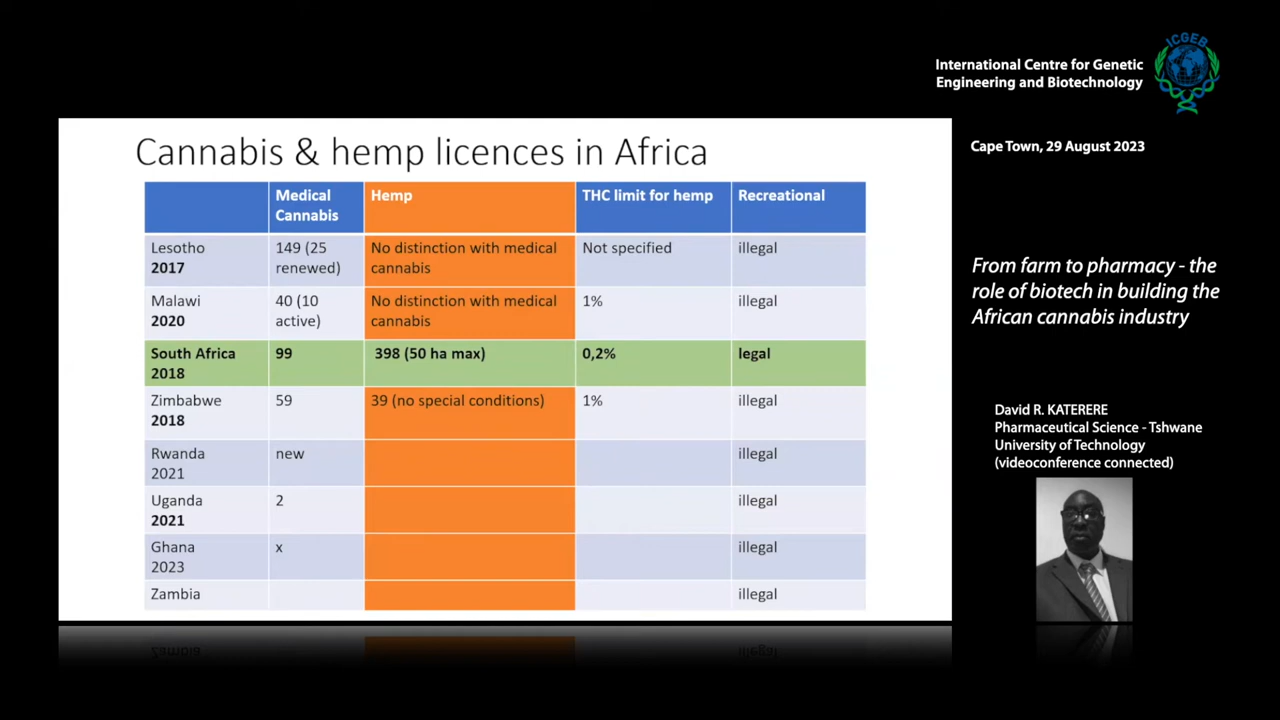 ICGEB
International Centre for Genetic
Engineering and Biotechnology
Cape Town, 29 August 2023
Cannabis & hemp licences in Africa
Medical Cannabis Hemp THC limit for hemp Recreational
Lesotho 149 (25 No distinction with medical Not specified illegal
2017 renewed) cannabis
Malawi 40 (10 No distinction with medical 1% illegal
2020 active) cannabis
South Africa 99 398 (50 ha max) 0,2% legal
2018
Zimbabwe 59 39 (no special conditions) 1% illegal
2018
Rwanda new illegal
2021
Uganda 2 illegal
2021
Ghana x illegal
2023
Zambia illegal
From farm to pharmacy - the
role of biotech in building the
African cannabis industry
David R. KATERERE
Pharmaceutical Science - Tshwane
University of Technology
(videoconference connected)